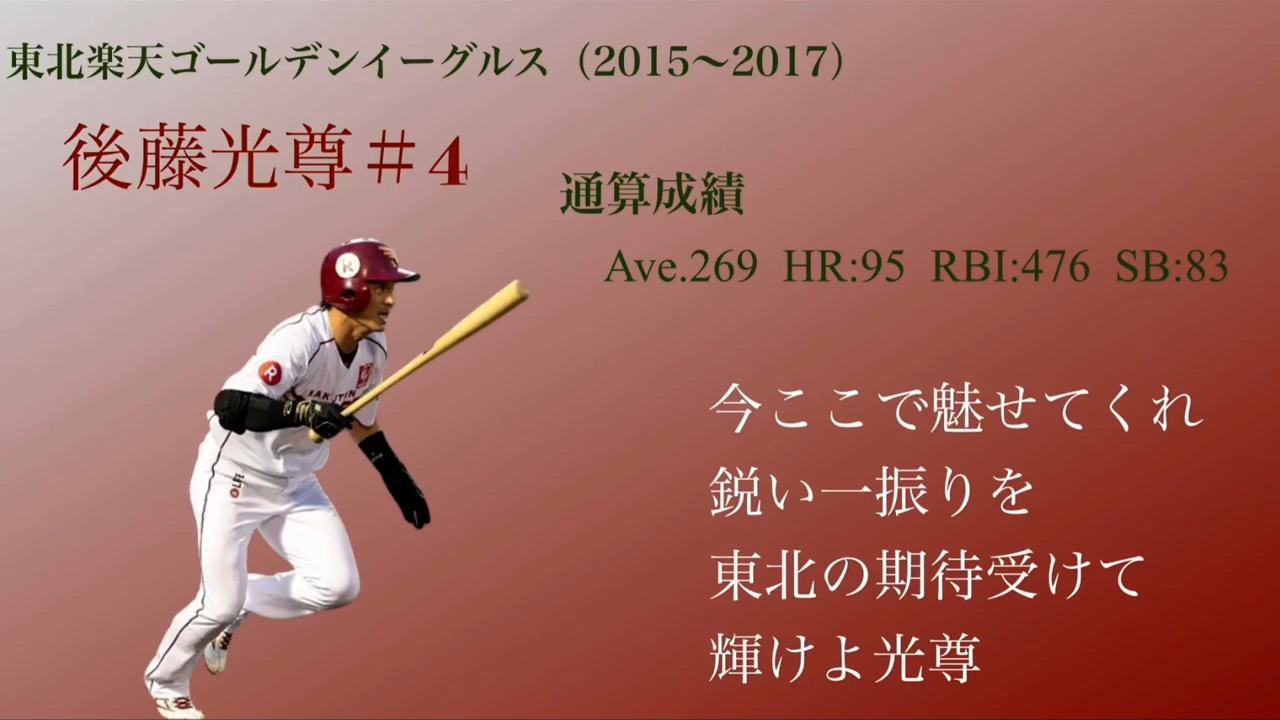 東北楽天ゴールデンイーグルス（2015〜2017）
後藤光尊＃4
通算成績
Ave.269 HR:95 RBI:476 SB:83
今ここで魅せてくれ
鋭い一振りを
東北の期待受けて
輝けよ光尊
R
R